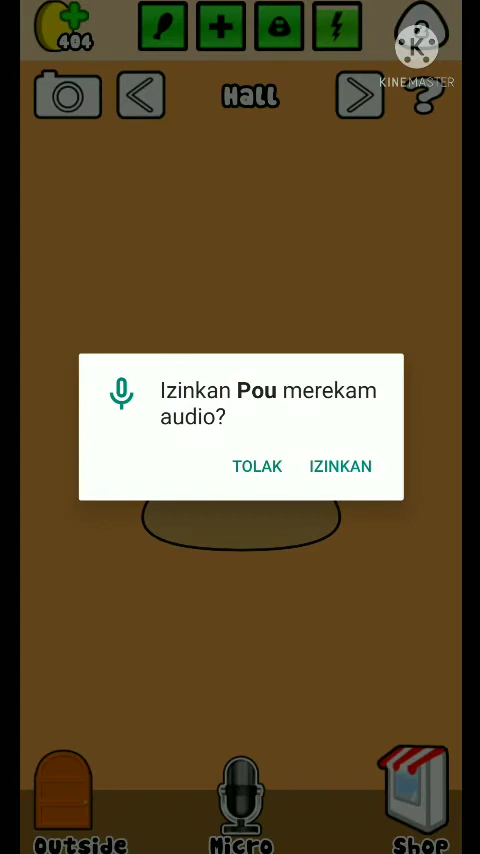 404
KINEMASTER
Hall
?
Izinkan Pou merekam
audio?
TOLAK IZINKAN
Outside Micro Shop